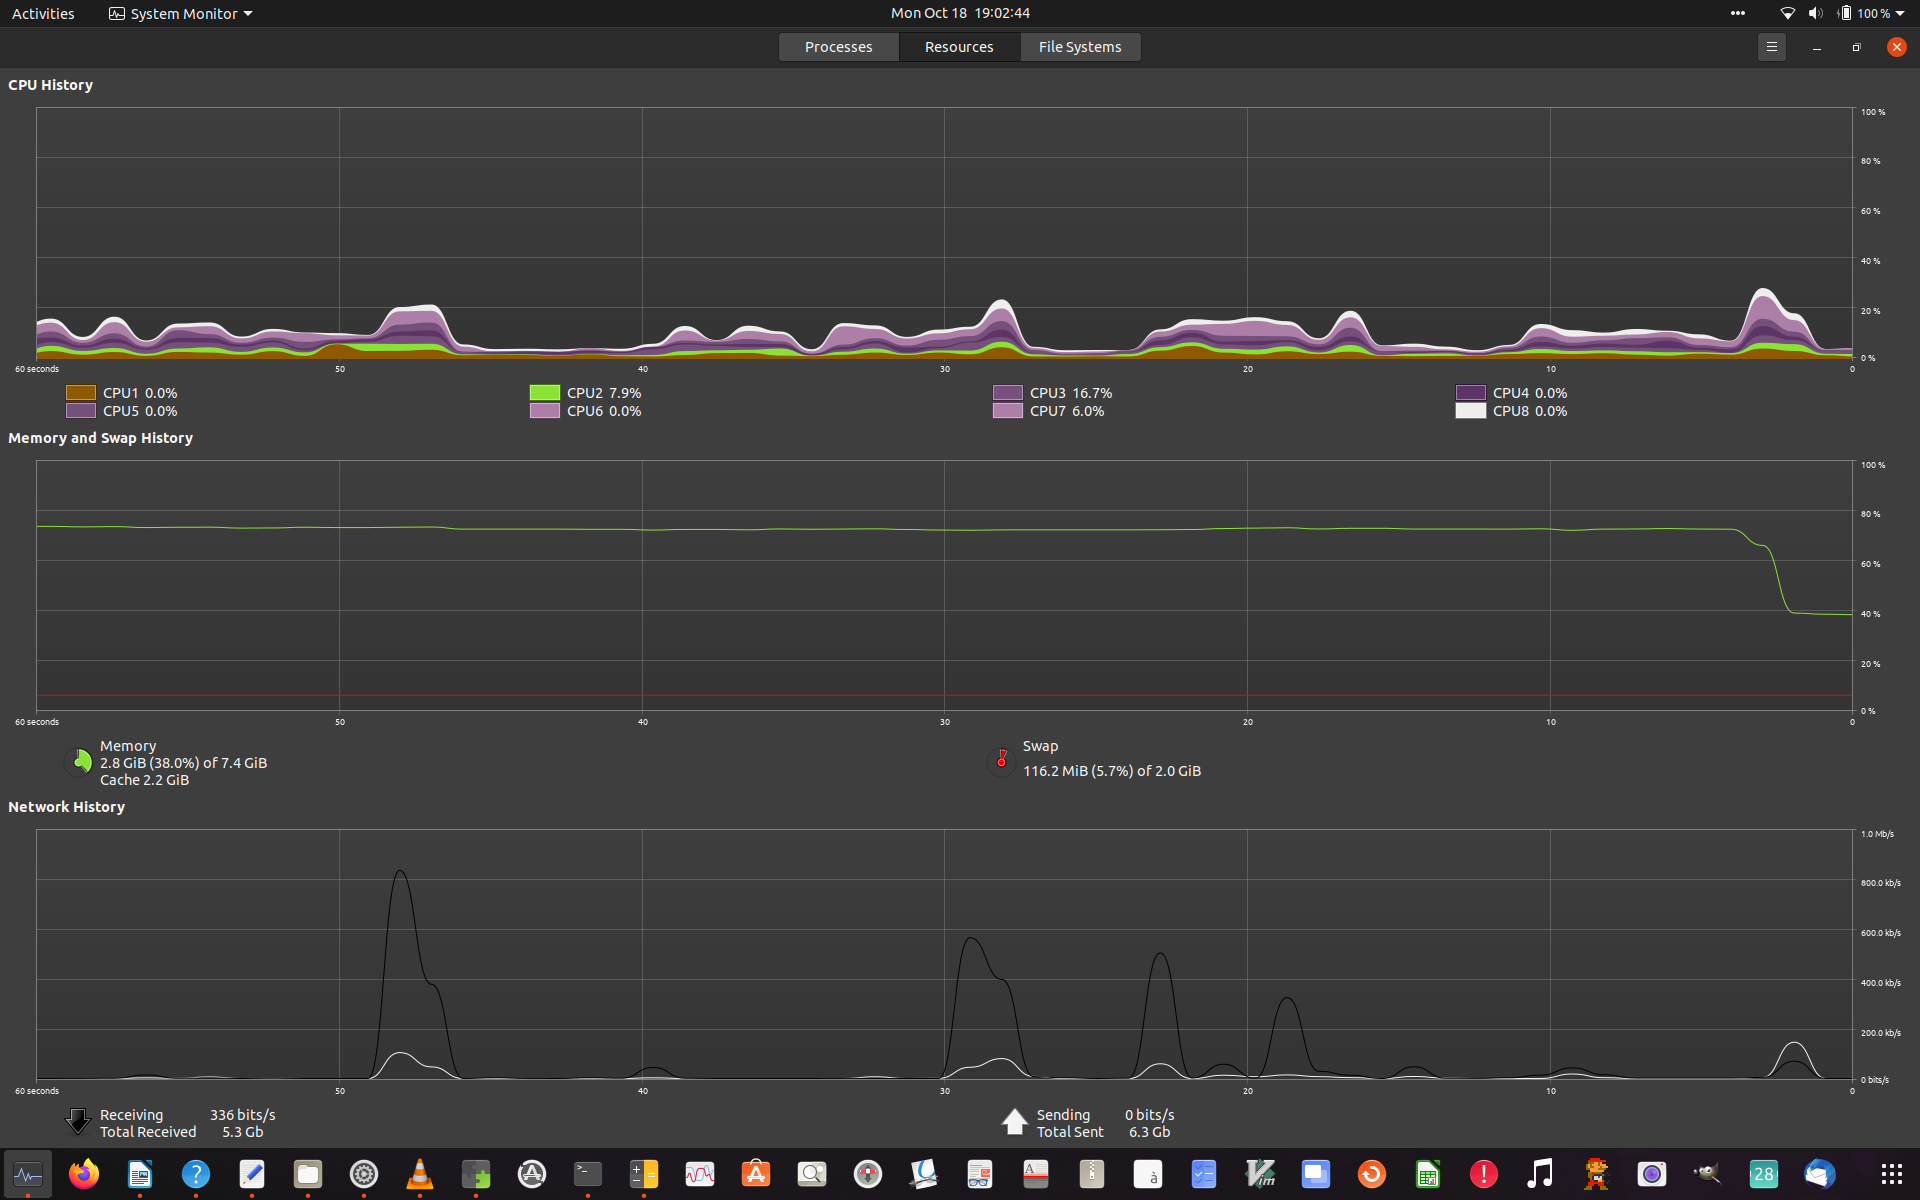 Activities System Monitor Mon Oct 18 19:02:44 100 %
Processes Resources File Systems
CPU History
100 %
80 %
60 %
40 %
20 %
0 %
60 seconds 50 40 30 20 10 0
CPU1 0.0% CPU2 7.9% CPU3 16.7% CPU4 0.0%
CPU5 0.0% CPU6 0.0% CPU7 6.0% CPU8 0.0%
Memory and Swap History
100 %
80 %
60 %
40 %
20 %
0 %
60 seconds 50 40 30 20 10 0
Memory Swap
2.8 GiB (38.0%) of 7.4 GiB 116.2 MiB (5.7%) of 2.0 GiB
Cache 2.2 GiB
Network History
1.0 Mb/s
800.0 kb/s
600.0 kb/s
400.0 kb/s
200.0 kb/s
0 bits/s
60 seconds 50 40 30 20 10 0
Receiving 336 bits/s Sending 0 bits/s
Total Received 5.3 Gb Total Sent 6.3 Gb
? >_ A à Vim ! 28